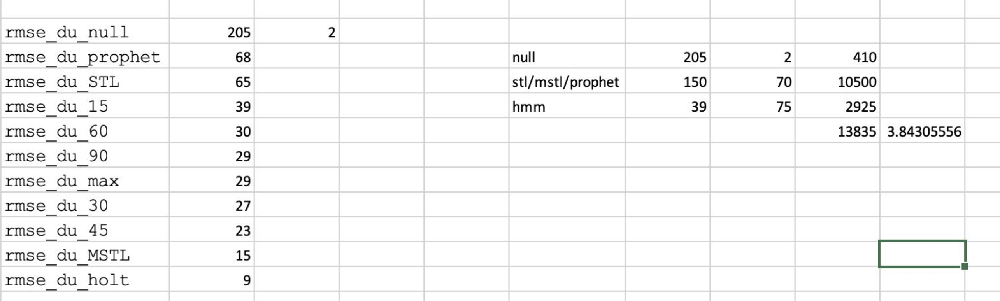 rmse_du_null 205 2
rmse_du_prophet 68 null 205 2 410
rmse_du_STL 65 stl/mstl/prophet 150 70 10500
rmse_du_15 39 hmm 39 75 2925
rmse_du_60 30 13835 3.84305556
rmse_du_90 29
rmse_du_max 29
rmse_du_30 27
rmse_du_45 23
rmse_du_MSTL 15
rmse_du_holt 9